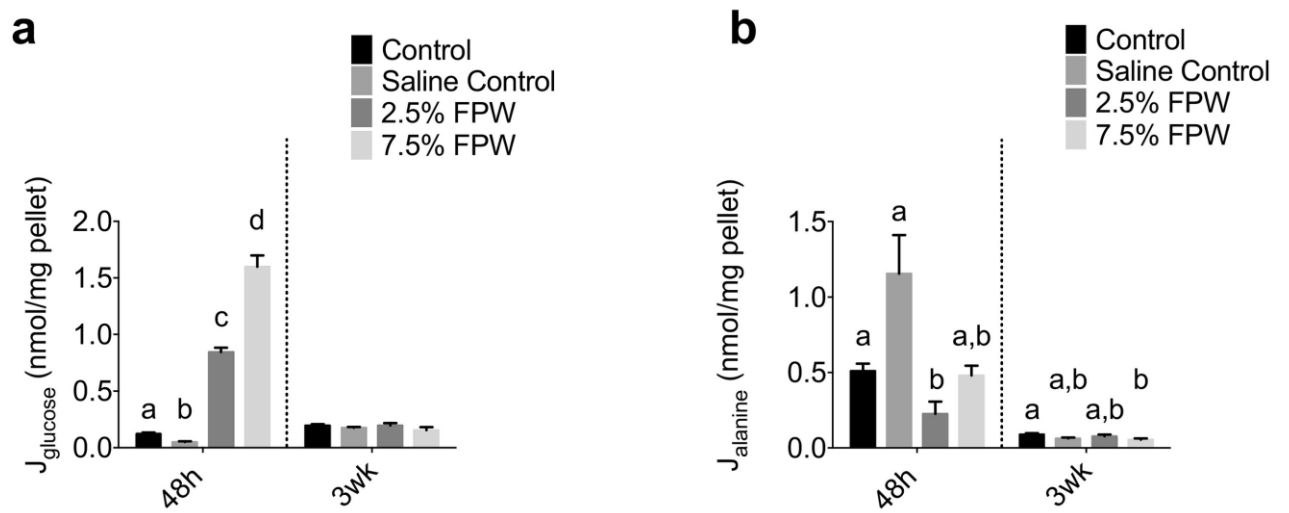 a
Control
Saline Control
2.5% FPW
7.5% FPW
J glucose (nmol/mg pellet)
2.0
1.5
1.0
0.5
0.0
a
b
c
d
48h
3wk
b
Control
Saline Control
2.5% FPW
7.5% FPW
J alanine (nmol/mg pellet)
1.5
1.0
0.5
0.0
a
a
b
a,b
a
a,b
a,b
b
48h
3wk